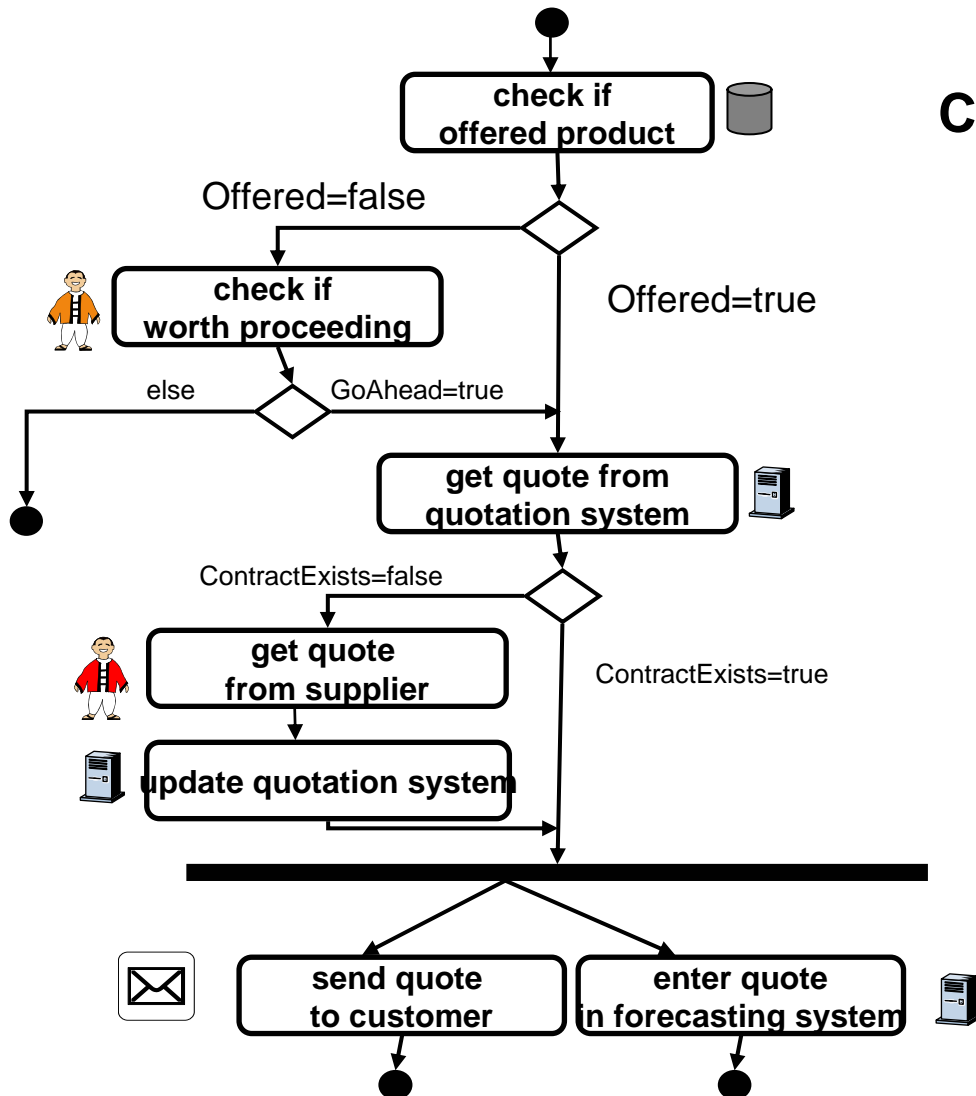 check if
offered product
C
Offered=false
check if
worth proceeding
Offered=true
else
GoAhead=true
get quote from
quotation system
ContractExists=false
get quote
from supplier
ContractExists=true
update quotation system
send quote
to customer
enter quote
in forecasting system